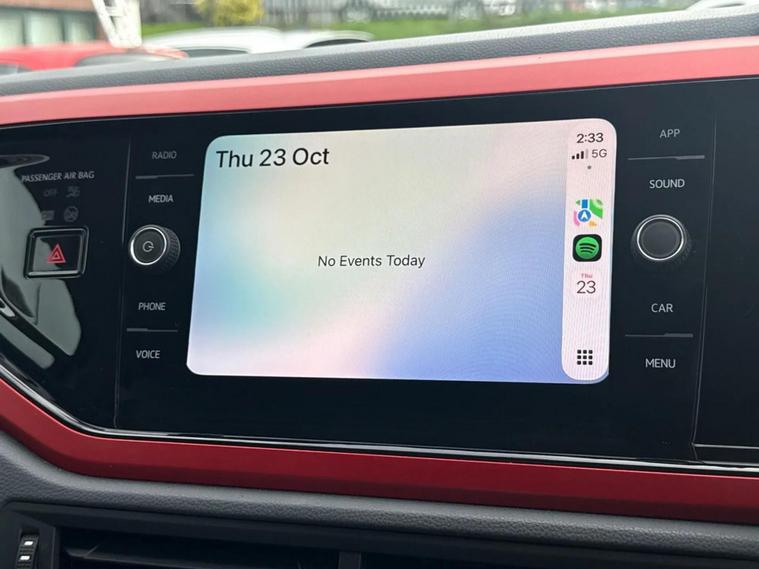 Thu 23 Oct
No Events Today
2:33
5G
Thu
23
RADIO
MEDIA
PHONE
VOICE
APP
SOUND
CAR
MENU
PASSENGER AIR BAG
OFF